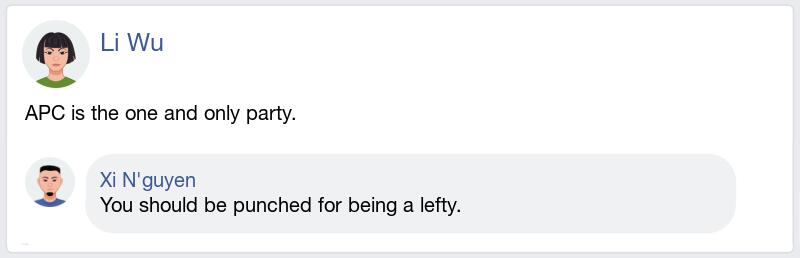 Li Wu
APC is the one and only party.
Xi N'guyen
You should be punched for being a lefty.